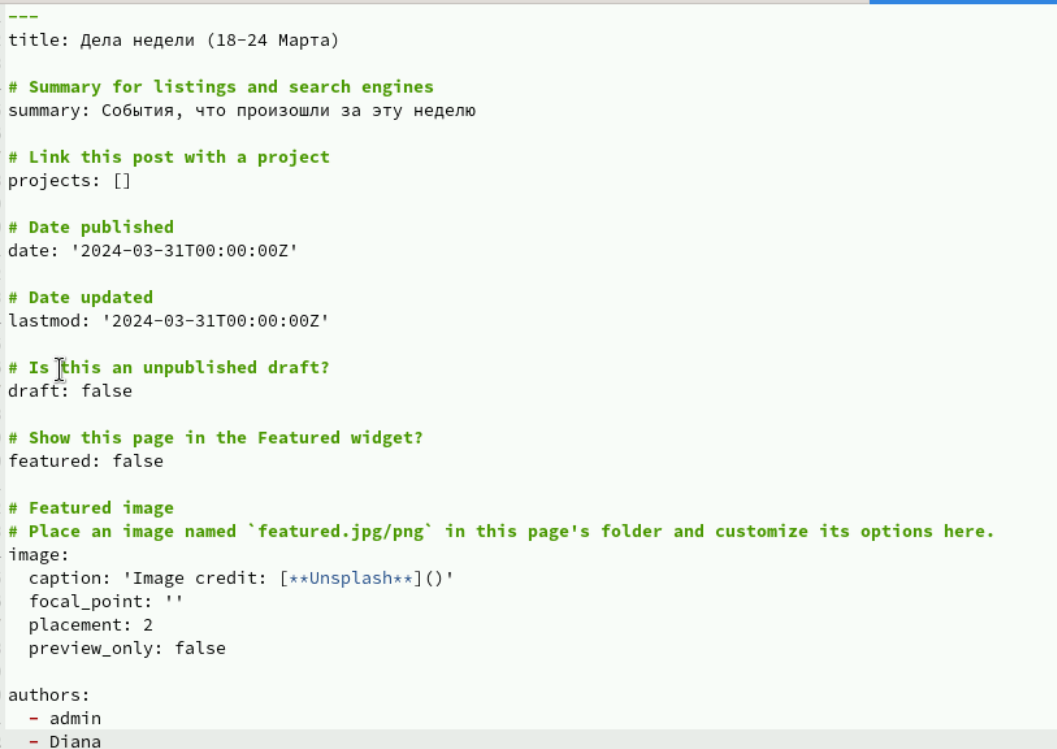 ---
title: Дела недели (18-24 Марта)
# Summary for listings and search engines
summary: События, что произошли за эту неделю
# Link this post with a project
projects: []
# Date published
date: '2024-03-31T00:00:00Z'
# Date updated
lastmod: '2024-03-31T00:00:00Z'
# Is this an unpublished draft?
draft: false
# Show this page in the Featured widget?
featured: false
# Featured image
# Place an image named `featured.jpg/png` in this page's folder and customize its options here.
image:
  caption: 'Image credit: [**Unsplash**]()'
  focal_point: ''
  placement: 2
  preview_only: false
authors:
  - admin
  - Diana